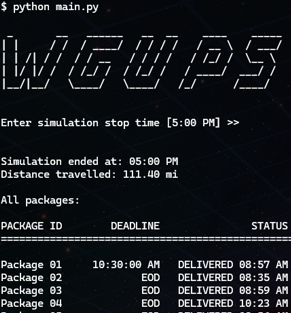 $ python main.py
WGUPS
Enter simulation stop time [5:00 PM] >>
Simulation ended at: 05:00 PM
Distance travelled: 111.40 mi
All packages:
PACKAGE ID DEADLINE STATUS
Package 01 10:30:00 AM DELIVERED 08:57 AM
Package 02 EOD DELIVERED 08:35 AM
Package 03 EOD DELIVERED 08:59 AM
Package 04 EOD DELIVERED 10:23 AM